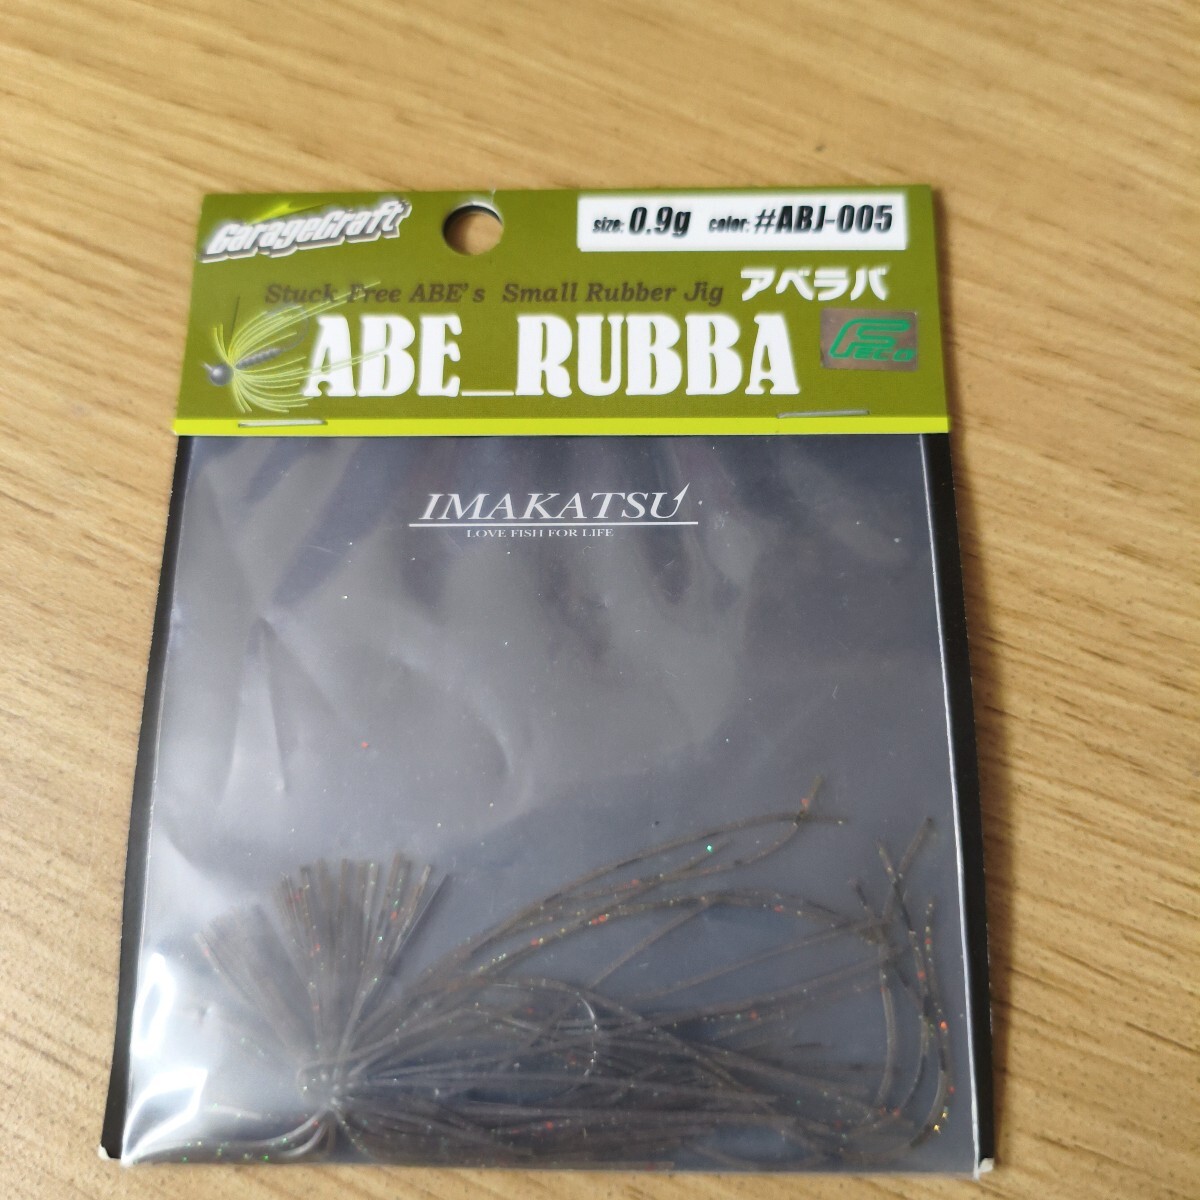 GarageCraft
size: 0.9g color: #ABJ-005
Stuck Free ABE's Small Rubber Jig アベラバ
ABE_RUBBA
Feco
IMAKATSU
LOVE FISH FOR LIFE